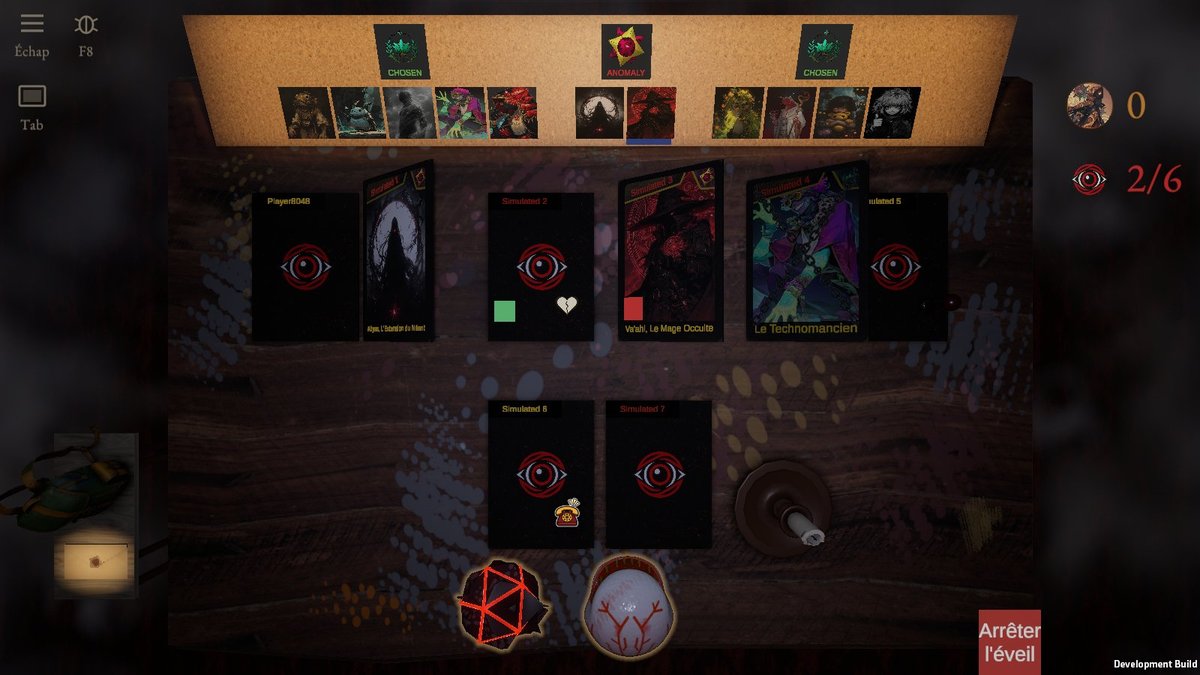 Échap
F8
Tab
CHOSEN
ANOMALY
CHOSEN
0
2/6
Player8048
Simulated 1
Simulated 2
Simulated 3
Simulated 4
ulated 5
Va'ahl, Le Mage Occulte
Le Technomancien
Simulated 6
Simulated 7
Arrêter
l'éveil
Development Build